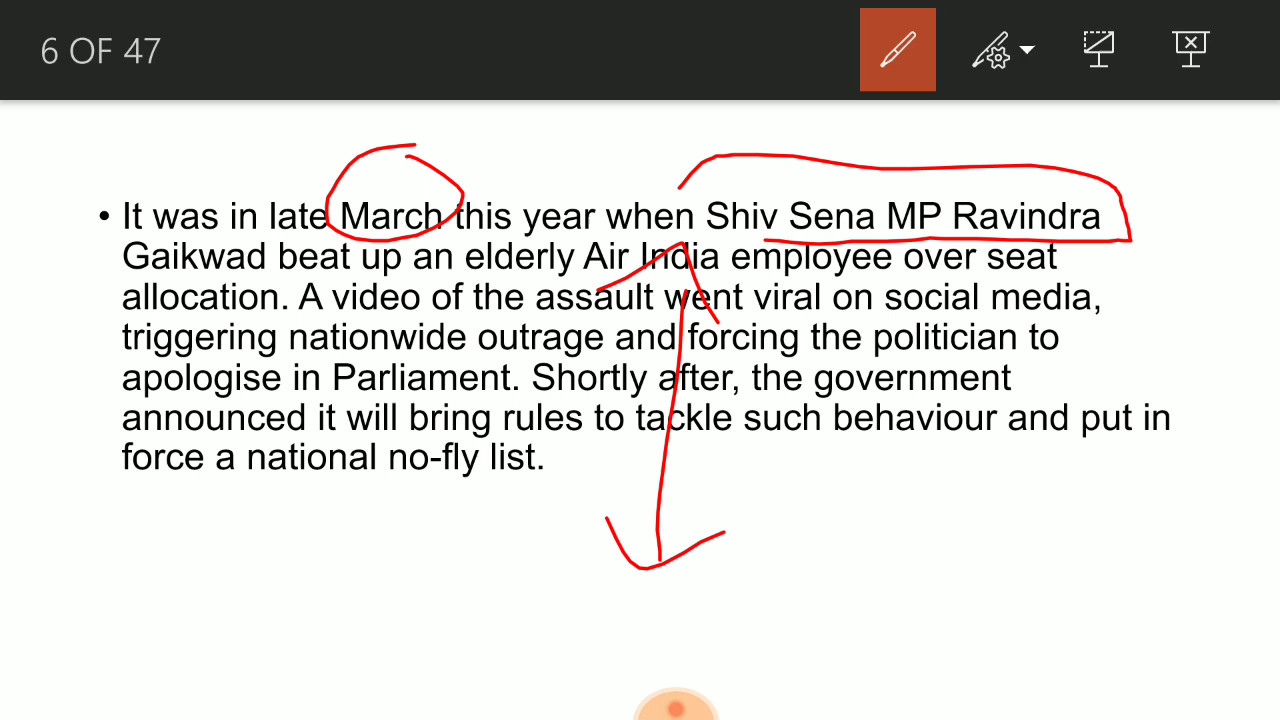 6 OF 47
• It was in late March this year when Shiv Sena MP Ravindra
Gaikwad beat up an elderly Air India employee over seat
allocation. A video of the assault went viral on social media,
triggering nationwide outrage and forcing the politician to
apologise in Parliament. Shortly after, the government
announced it will bring rules to tackle such behaviour and put in
force a national no-fly list.